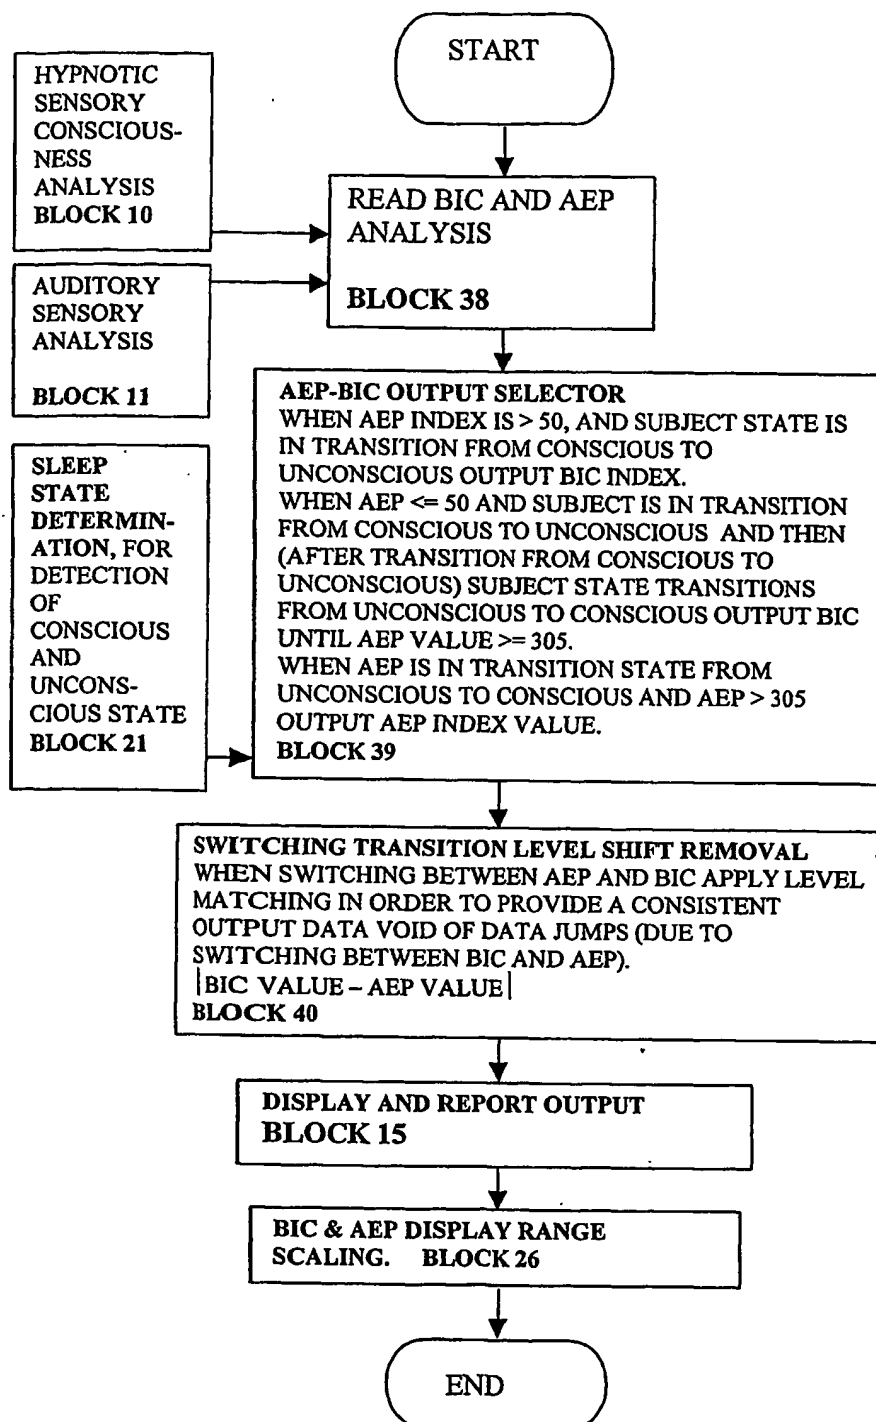 START
HYPNOTIC
SENSORY
CONSCIOUS-
NESS
ANALYSIS
BLOCK 10
READ BIC AND AEP
ANALYSIS
BLOCK 38
AUDITORY
SENSORY
ANALYSIS
BLOCK 11
AEP-BIC OUTPUT SELECTOR
WHEN AEP INDEX IS > 50, AND SUBJECT STATE IS
IN TRANSITION FROM CONSCIOUS TO
UNCONSCIOUS OUTPUT BIC INDEX.
WHEN AEP <= 50 AND SUBJECT IS IN TRANSITION
FROM CONSCIOUS TO UNCONSCIOUS AND THEN
(AFTER TRANSITION FROM CONSCIOUS TO
UNCONSCIOUS) SUBJECT STATE TRANSITIONS
FROM UNCONSCIOUS TO CONSCIOUS OUTPUT BIC
UNTIL AEP VALUE >= 305.
WHEN AEP IS IN TRANSITION STATE FROM
UNCONSCIOUS TO CONSCIOUS AND AEP > 305
OUTPUT AEP INDEX VALUE.
BLOCK 39
SLEEP
STATE
DETERMIN-
ATION, FOR
DETECTION
OF
CONSCIOUS
AND
UNCONS-
CIOUS STATE
BLOCK 21
SWITCHING TRANSITION LEVEL SHIFT REMOVAL
WHEN SWITCHING BETWEEN AEP AND BIC APPLY LEVEL
MATCHING IN ORDER TO PROVIDE A CONSISTENT
OUTPUT DATA VOID OF DATA JUMPS (DUE TO
SWITCHING BETWEEN BIC AND AEP).
|BIC VALUE – AEP VALUE|
BLOCK 40
DISPLAY AND REPORT OUTPUT
BLOCK 15
BIC & AEP DISPLAY RANGE
SCALING. BLOCK 26
END